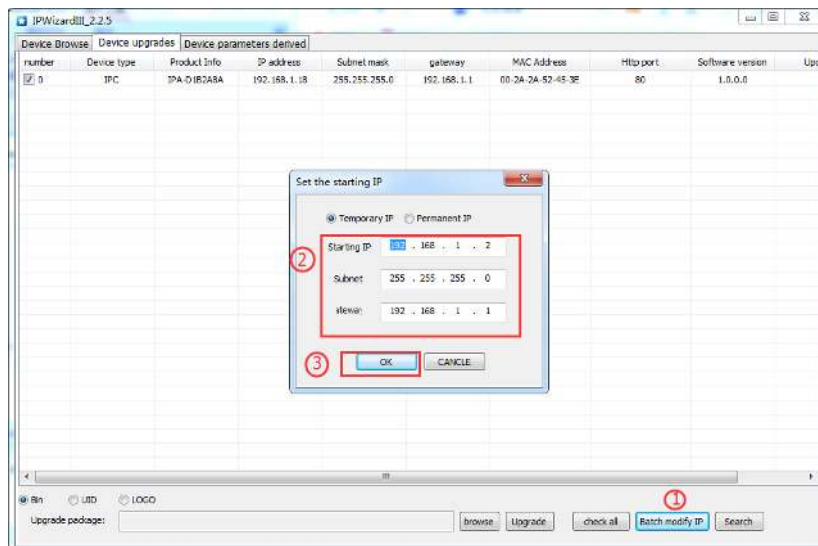 IPWizardIII_2.2.5
Device Browse Device upgrades Device parameters derived
number Device type Product Info IP address Subnet mask gateway MAC Address Http port Software version Upg
0 IPC IPA-D1B2A8A 192.168.1.18 255.255.255.0 192.168.1.1 00-2A-2A-52-45-3E 80 1.0.0.0
Set the starting IP
Temporary IP Permanent IP
② Starting IP 192 . 168 . 1 . 2
Subnet 255 . 255 . 255 . 0
ateway 192 . 168 . 1 . 1
③ OK CANCLE
Bin UID LOGO ①
Upgrade package: browse Upgrade check all Batch modify IP Search